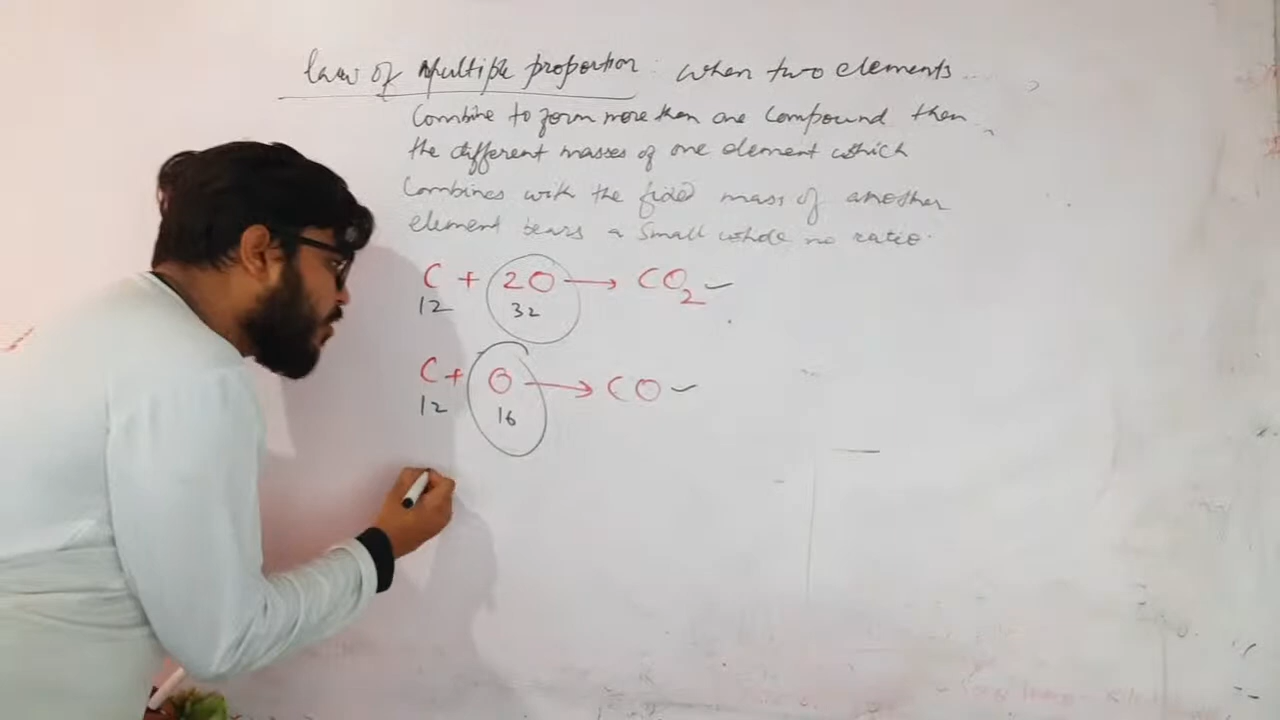 law of Multiple proportion : when two elements
Combine to form more then one Compound then
the different masses of one element which
Combines with the fixed mass of another
element bears a small whole no ratio.
C + 2O → CO2
12 32
C + O → CO
12 16